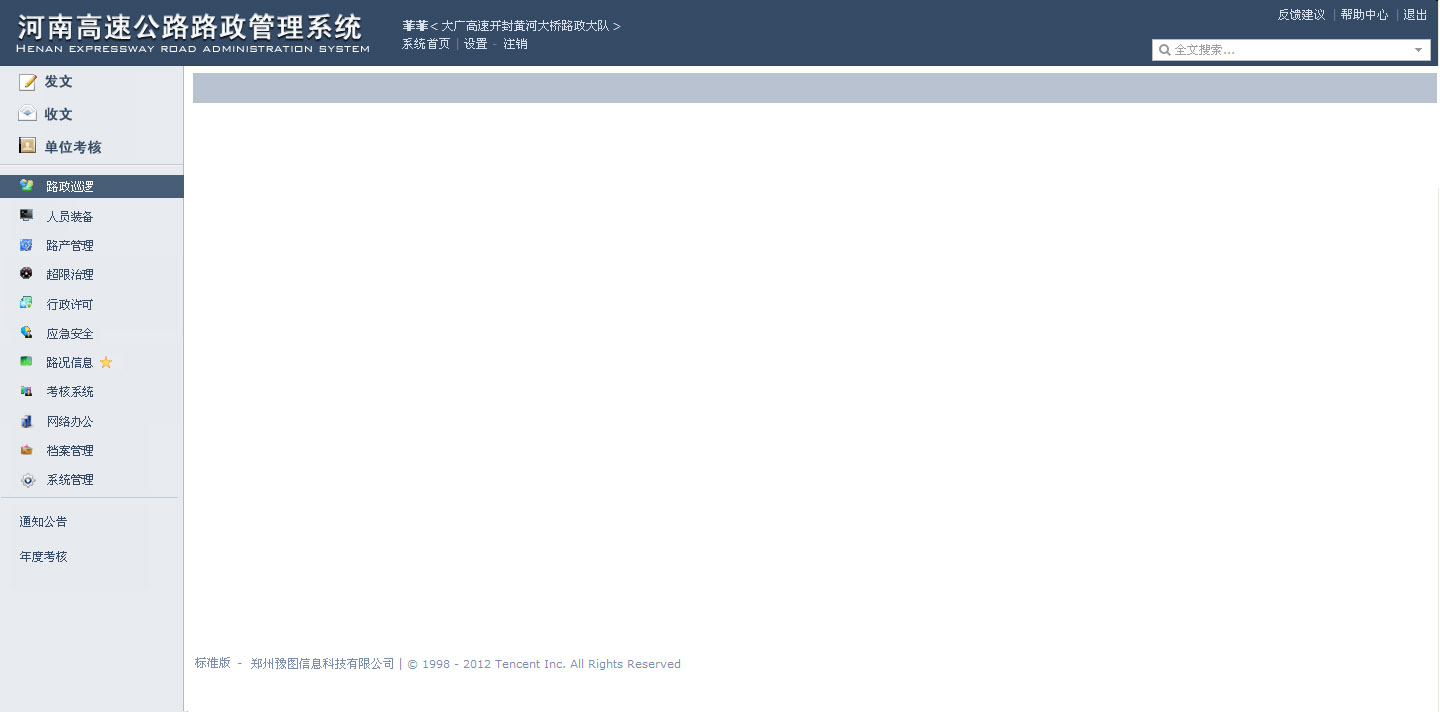 河南高速公路路政管理系统
HENAN EXPRESSWAY ROAD ADMINISTRATION SYSTEM
菲菲< 大广高速开封黄河大桥路政大队 >
系统首页 | 设置 - 注销
反馈建议 | 帮助中心 | 退出
全文搜索...
发文
收文
单位考核
路政巡逻
人员装备
路产管理
超限治理
行政许可
应急安全
路况信息
考核系统
网络办公
档案管理
系统管理
通知公告
年度考核
标准版 - 郑州豫图信息科技有限公司 | © 1998 - 2012 Tencent Inc. All Rights Reserved